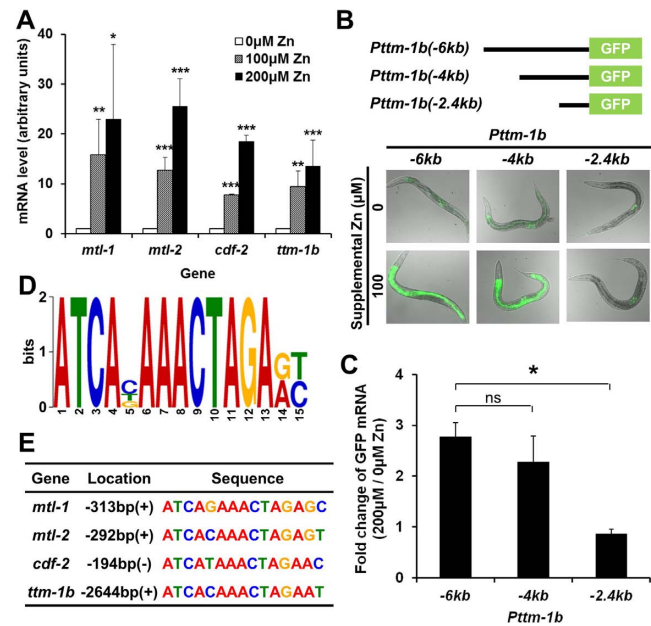 A
mRNA level (arbitrary units)
50
40
30
20
10
0
0μM Zn
100μM Zn
200μM Zn
**
*
***
***
***
***
**
***
mtl-1
mtl-2
cdf-2
ttm-1b
Gene
B
Pttm-1b(-6kb)
GFP
Pttm-1b(-4kb)
GFP
Pttm-1b(-2.4kb)
GFP
Pttm-1b
-6kb
-4kb
-2.4kb
Supplemental Zn (μM)
0
100
C
Fold change of GFP mRNA
(200μM / 0μM Zn)
4
3
2
1
0
*
ns
-6kb
-4kb
-2.4kb
Pttm-1b
D
bits
2
1
0
ATCA AAACTAGA
C T G
G A
T C
1 2 3 4 5 6 7 8 9 10 11 12 13 14 15
E
Gene Location Sequence
mtl-1 -313bp(+) ATCAGAAACTAGAGC
mtl-2 -292bp(+) ATCACAAACTAGAGT
cdf-2 -194bp(-) ATCATAAACTAGAAC
ttm-1b -2644bp(+) ATCACAAACTAGAAT